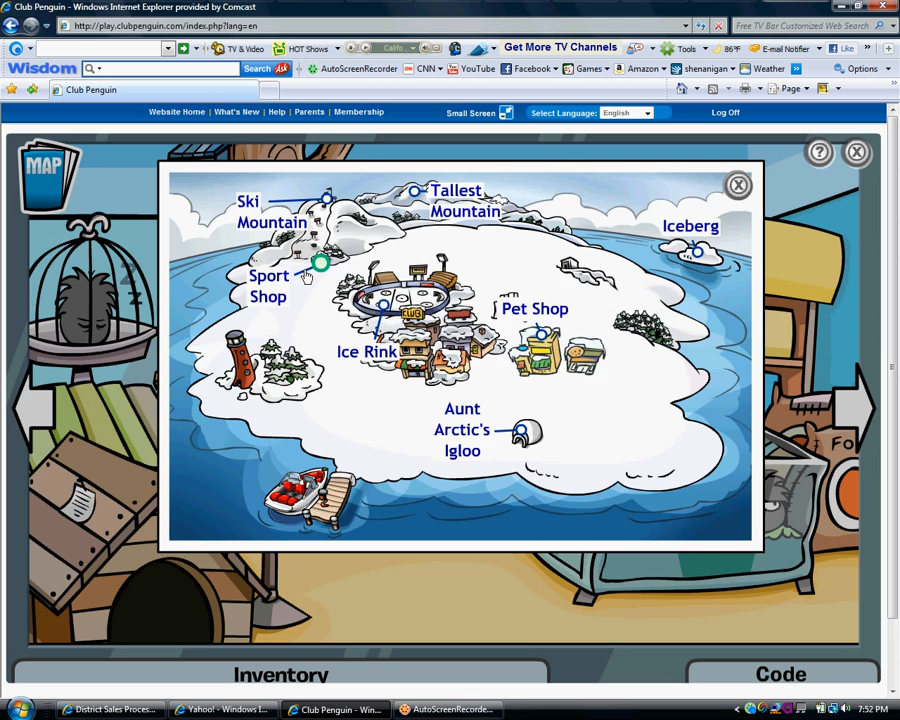 Club Penguin - Windows Internet Explorer provided by Comcast
http://play.clubpenguin.com/index.php?lang=en
Free TV Bar Customized Web Search
TV & Video
HOT Shows
Califo
Get More TV Channels
Tools
86°F
E-mail Notifier
Like
Wisdom
Search Ask
AutoScreenRecorder
CNN
YouTube
Facebook
Games
Amazon
shenanigan
Weather
Options
Club Penguin
Page
Website Home | What's New | Help | Parents | Membership
Small Screen
Select Language: English
Log Off
MAP
?
X
Ski
Mountain
Tallest
Mountain
Iceberg
Sport
Shop
Pet Shop
Ice Rink
Aunt
Arctic's
Igloo
Fo
Inventory
Code
District Sales Proces...
Yahoo! - Windows I...
Club Penguin - Win...
AutoScreenRecorde...
7:52 PM